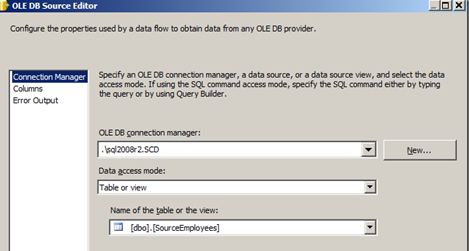 OLE DB Source Editor
Configure the properties used by a data flow to obtain data from any OLE DB provider.
Connection Manager
Columns
Error Output
Specify an OLE DB connection manager, a data source, or a data source view, and select the data
access mode. If using the SQL command access mode, specify the SQL command either by typing
the query or by using Query Builder.
OLE DB connection manager:
.\sql2008r2.SCD
New...
Data access mode:
Table or view
Name of the table or the view:
[dbo].[SourceEmployees]